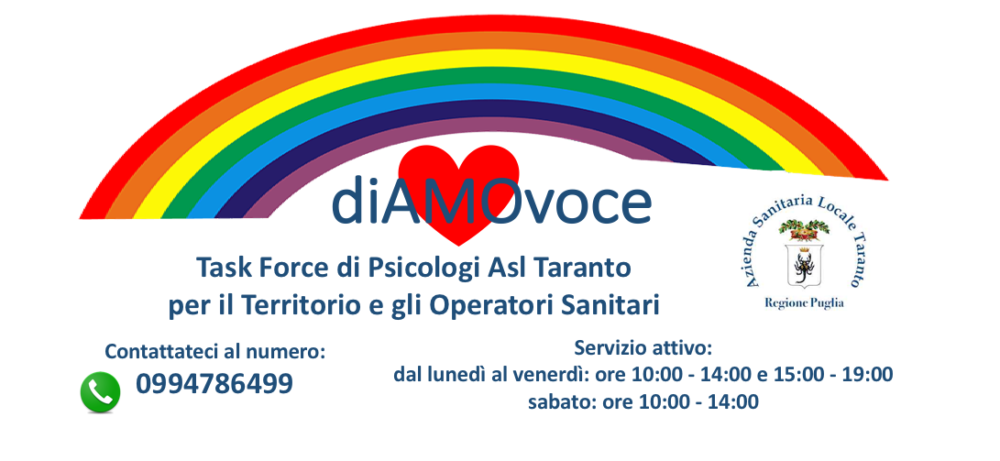 diAMOvoce
Task Force di Psicologi Asl Taranto
per il Territorio e gli Operatori Sanitari
Azienda Sanitaria Locale Taranto
Regione Puglia
Contattateci al numero:
0994786499
Servizio attivo:
dal lunedì al venerdì: ore 10:00 - 14:00 e 15:00 - 19:00
sabato: ore 10:00 - 14:00